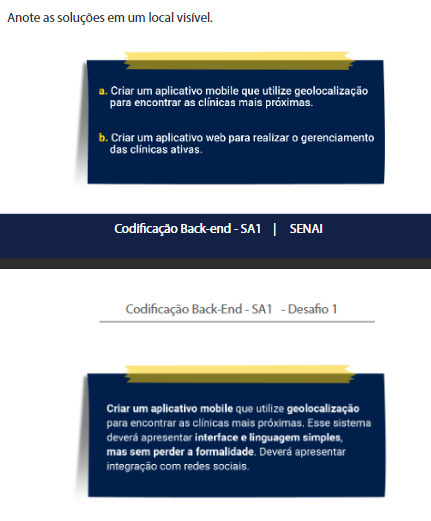 Anote as soluções em um local visível.
a. Criar um aplicativo mobile que utilize geolocalização
para encontrar as clínicas mais próximas.
b. Criar um aplicativo web para realizar o gerenciamento
das clínicas ativas.
Codificação Back-end - SA1 | SENAI
Codificação Back-End - SA1 - Desafio 1
Criar um aplicativo mobile que utilize geolocalização
para encontrar as clínicas mais próximas. Esse sistema
deverá apresentar interface e linguagem simples,
mas sem perder a formalidade. Deverá apresentar
integração com redes sociais.